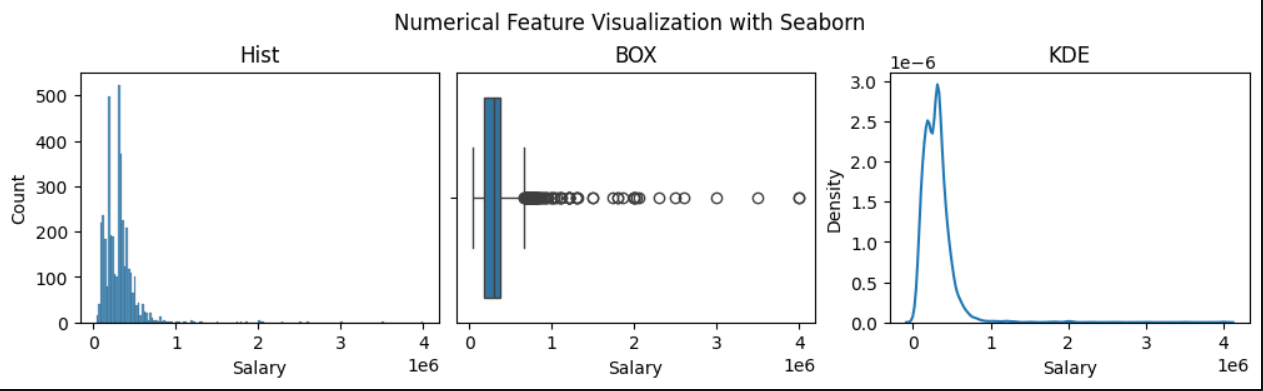 Numerical Feature Visualization with Seaborn
Hist
500
400
300
200
100
0
Count
0 1 2 3 4
1e6
Salary
BOX
0 1 2 3 4
1e6
Salary
KDE
1e−6
3.0
2.5
2.0
1.5
1.0
0.5
0.0
Density
0 1 2 3 4
1e6
Salary